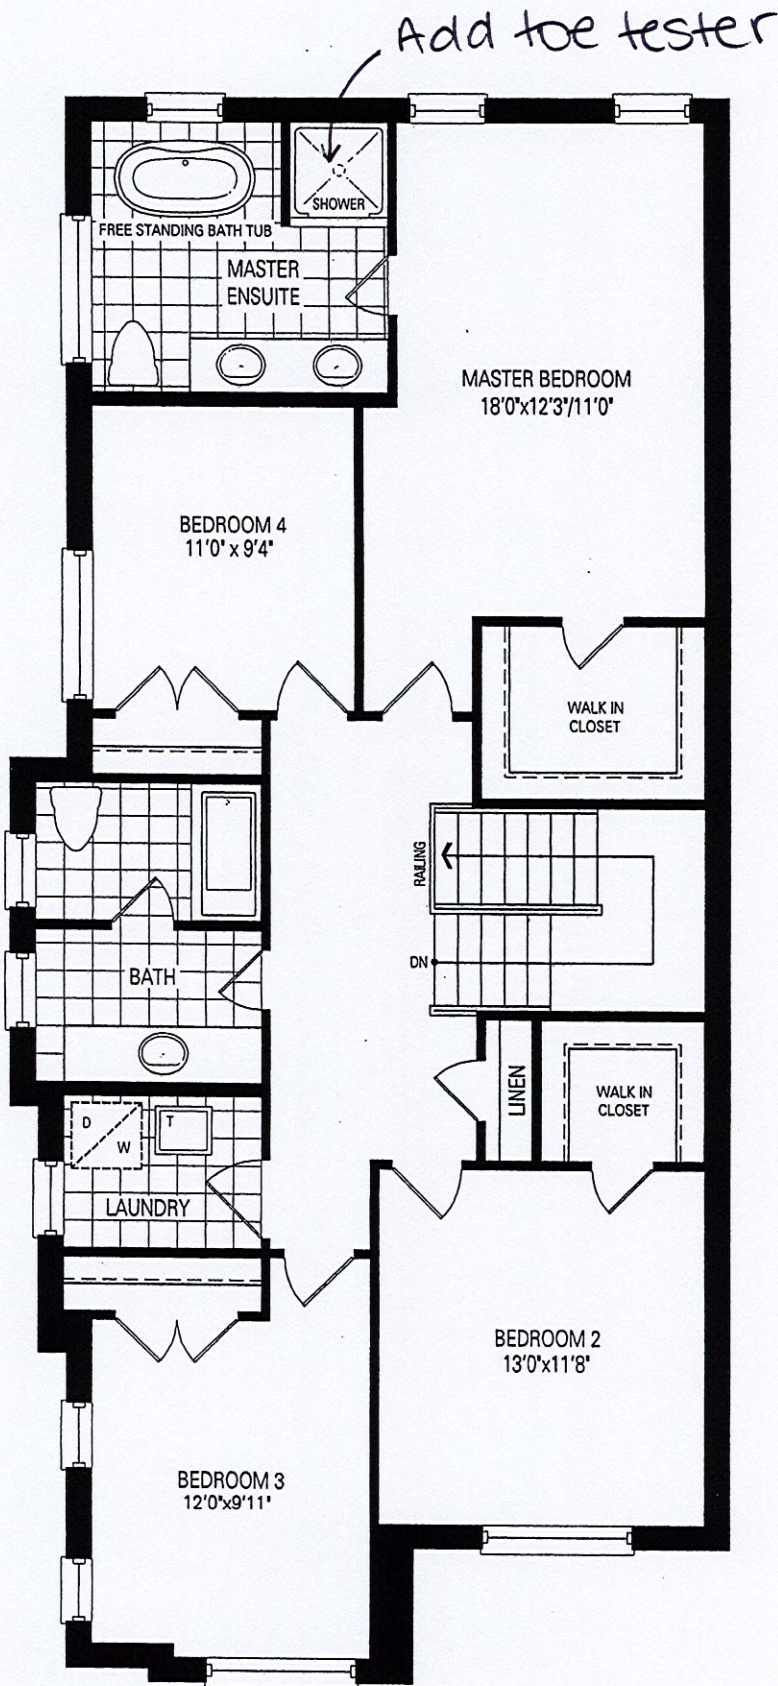 Add toe tester
SHOWER
FREE STANDING BATH TUB
MASTER
ENSUITE
MASTER BEDROOM
18'0"x12'3"/11'0"
BEDROOM 4
11'0" x 9'4"
WALK IN
CLOSET
RAILING
DN
BATH
LINEN
WALK IN
CLOSET
D
W
T
LAUNDRY
BEDROOM 2
13'0"x11'8"
BEDROOM 3
12'0"x9'11"